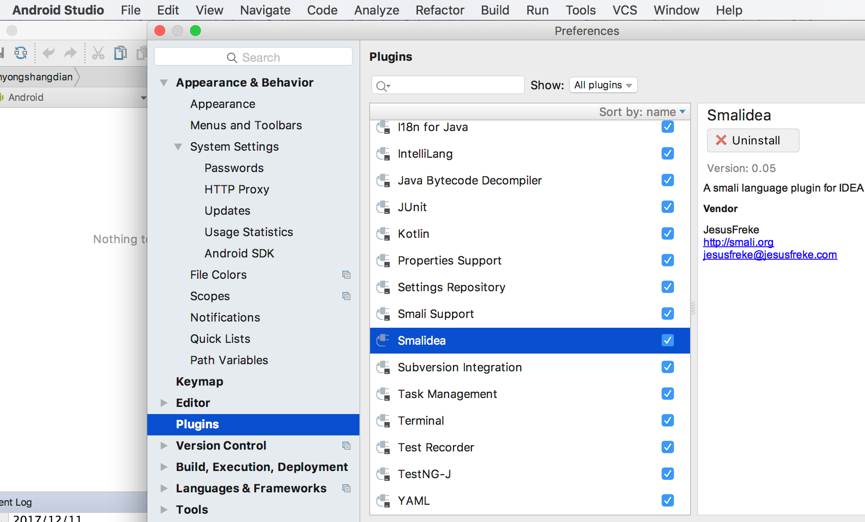 Android Studio File Edit View Navigate Code Analyze Refactor Build Run Tools VCS Window Help
Preferences
nyongshangdian
Android
Nothing to
ent Log
2017/12/11
Search
Appearance & Behavior
Appearance
Menus and Toolbars
System Settings
Passwords
HTTP Proxy
Updates
Usage Statistics
Android SDK
File Colors
Scopes
Notifications
Quick Lists
Path Variables
Keymap
Editor
Plugins
Version Control
Build, Execution, Deployment
Languages & Frameworks
Tools
Plugins
Show: All plugins
Sort by: name
I18n for Java
IntelliLang
Java Bytecode Decompiler
JUnit
Kotlin
Properties Support
Settings Repository
Smali Support
Smalidea
Subversion Integration
Task Management
Terminal
Test Recorder
TestNG-J
YAML
Smalidea
Uninstall
Version: 0.05
A smali language plugin for IDEA
Vendor
JesusFreke
http://smali.org
jesusfreke@jesusfreke.com